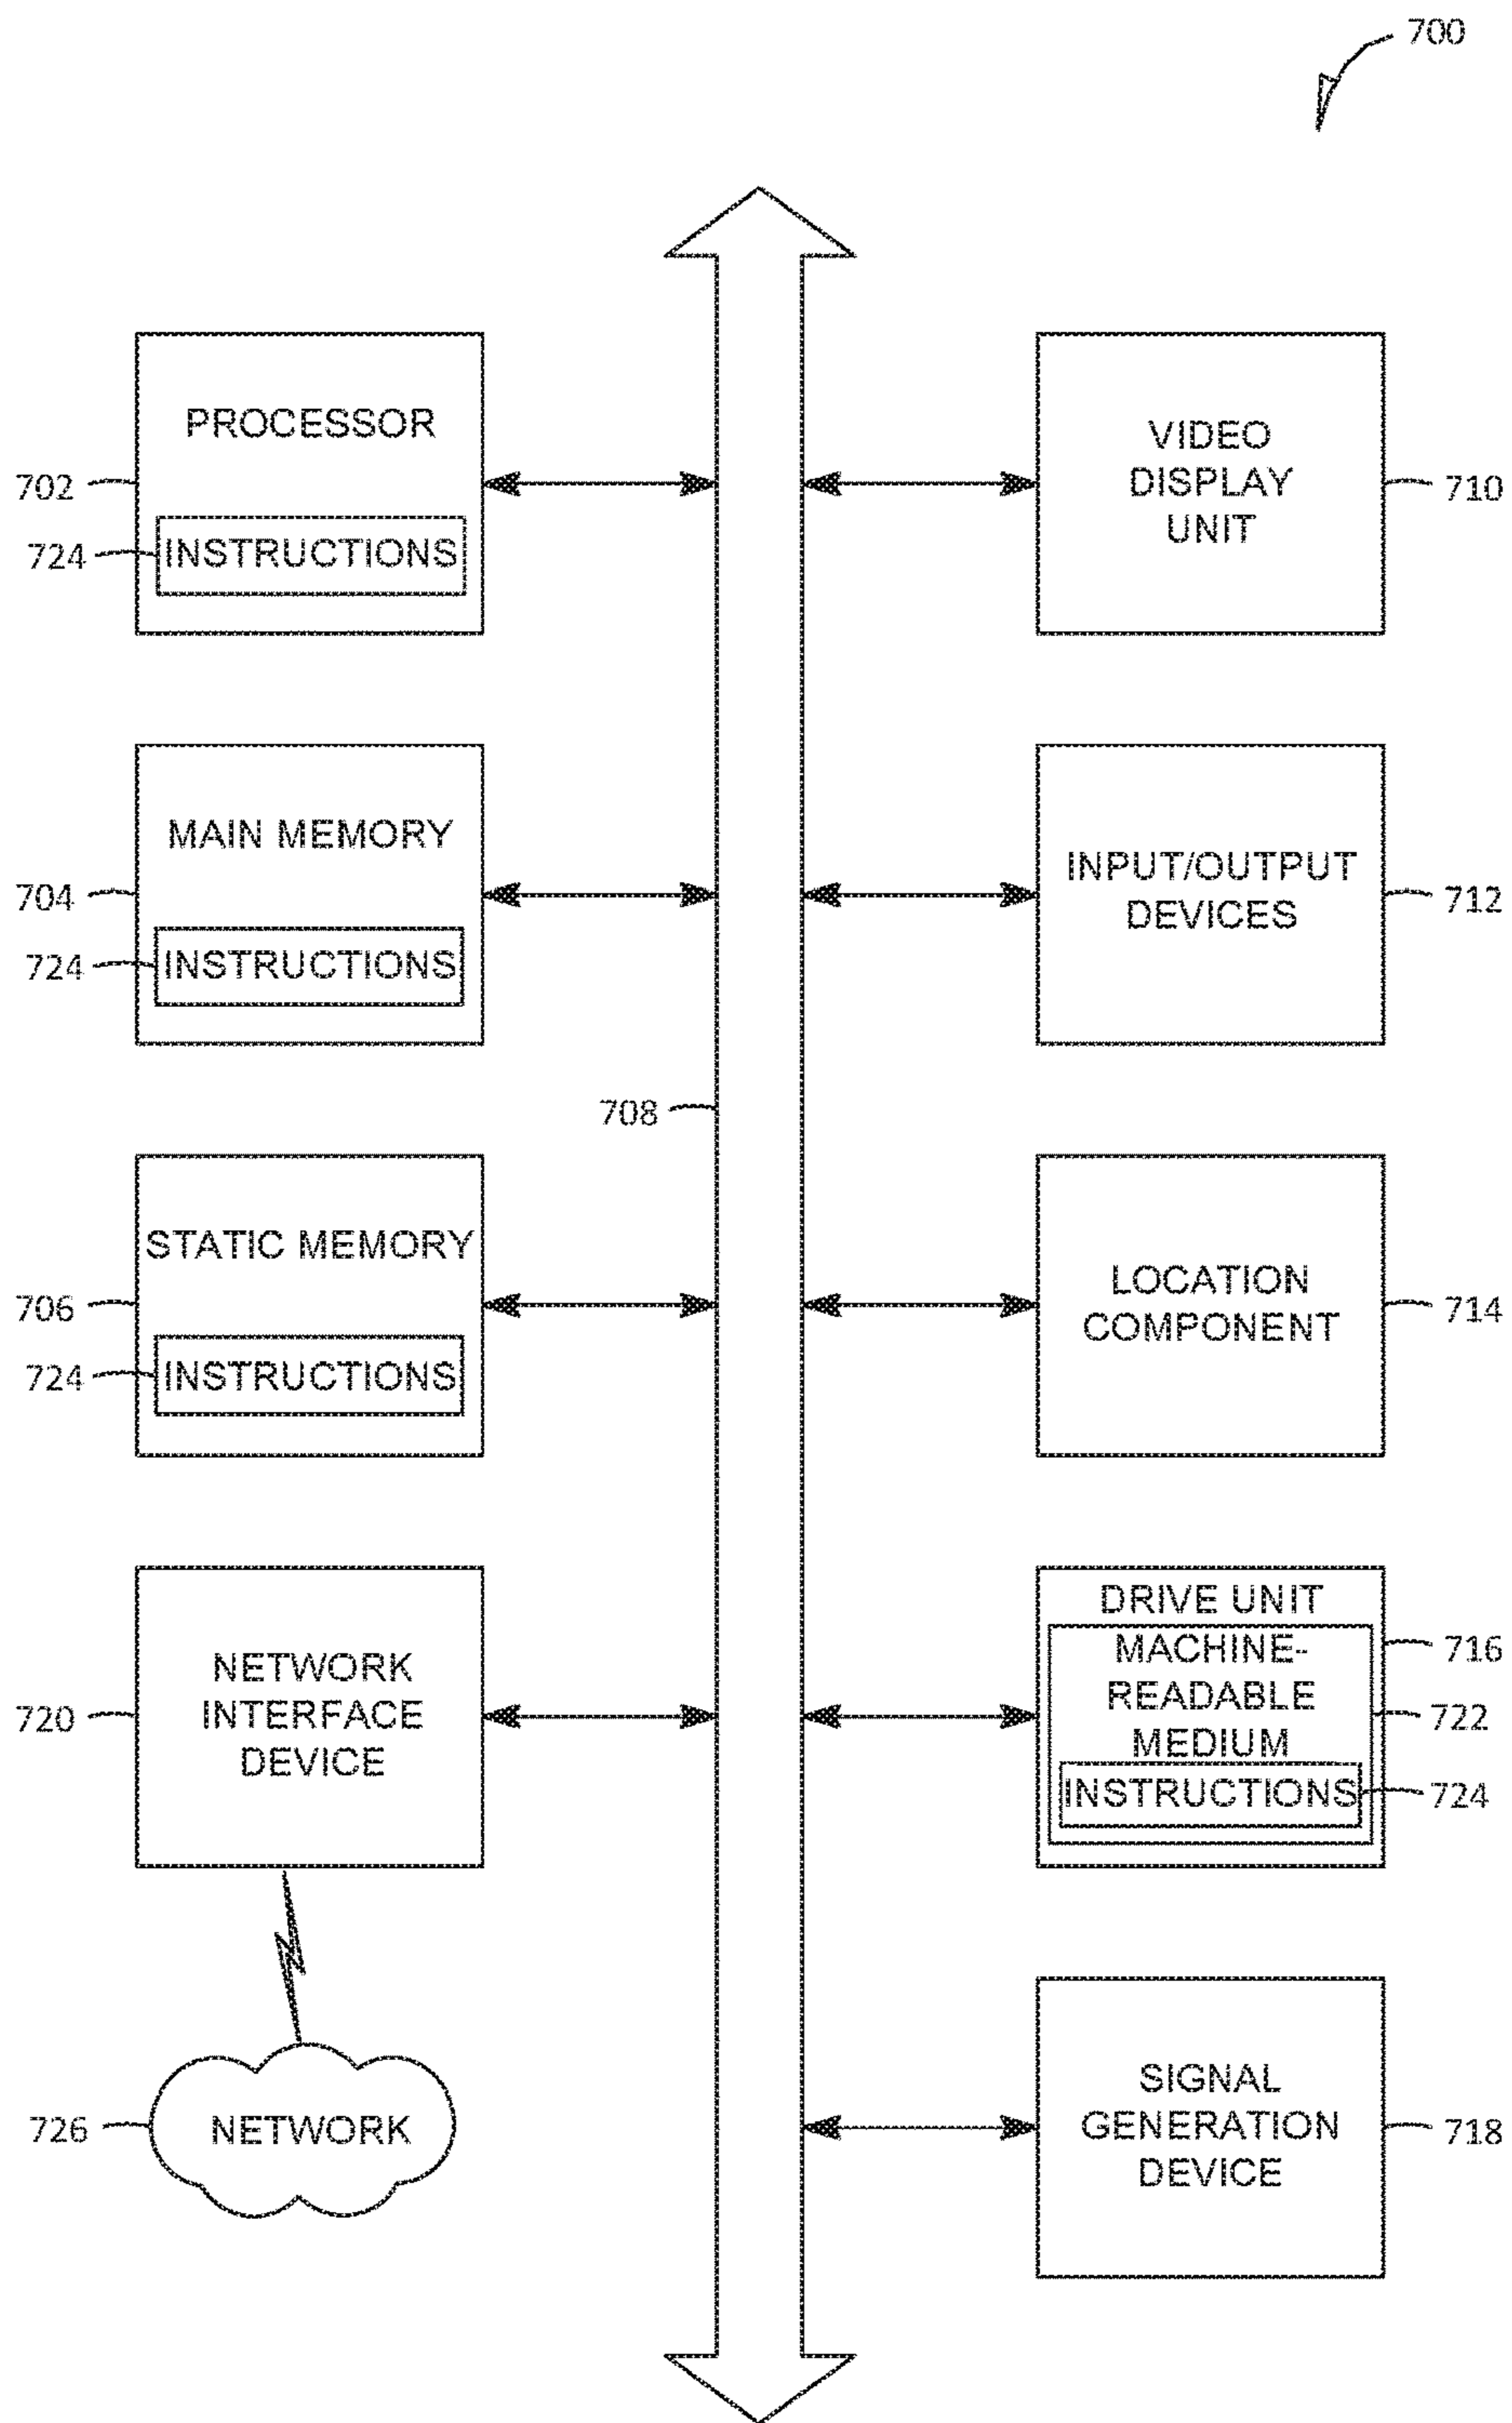 700
PROCESSOR
702
724
INSTRUCTIONS
VIDEO
DISPLAY
UNIT
710
MAIN MEMORY
704
724
INSTRUCTIONS
INPUT/OUTPUT
DEVICES
712
708
STATIC MEMORY
706
724
INSTRUCTIONS
LOCATION
COMPONENT
714
NETWORK
INTERFACE
DEVICE
720
DRIVE UNIT
716
MACHINE-
READABLE
MEDIUM
722
INSTRUCTIONS
724
726
NETWORK
SIGNAL
GENERATION
DEVICE
718